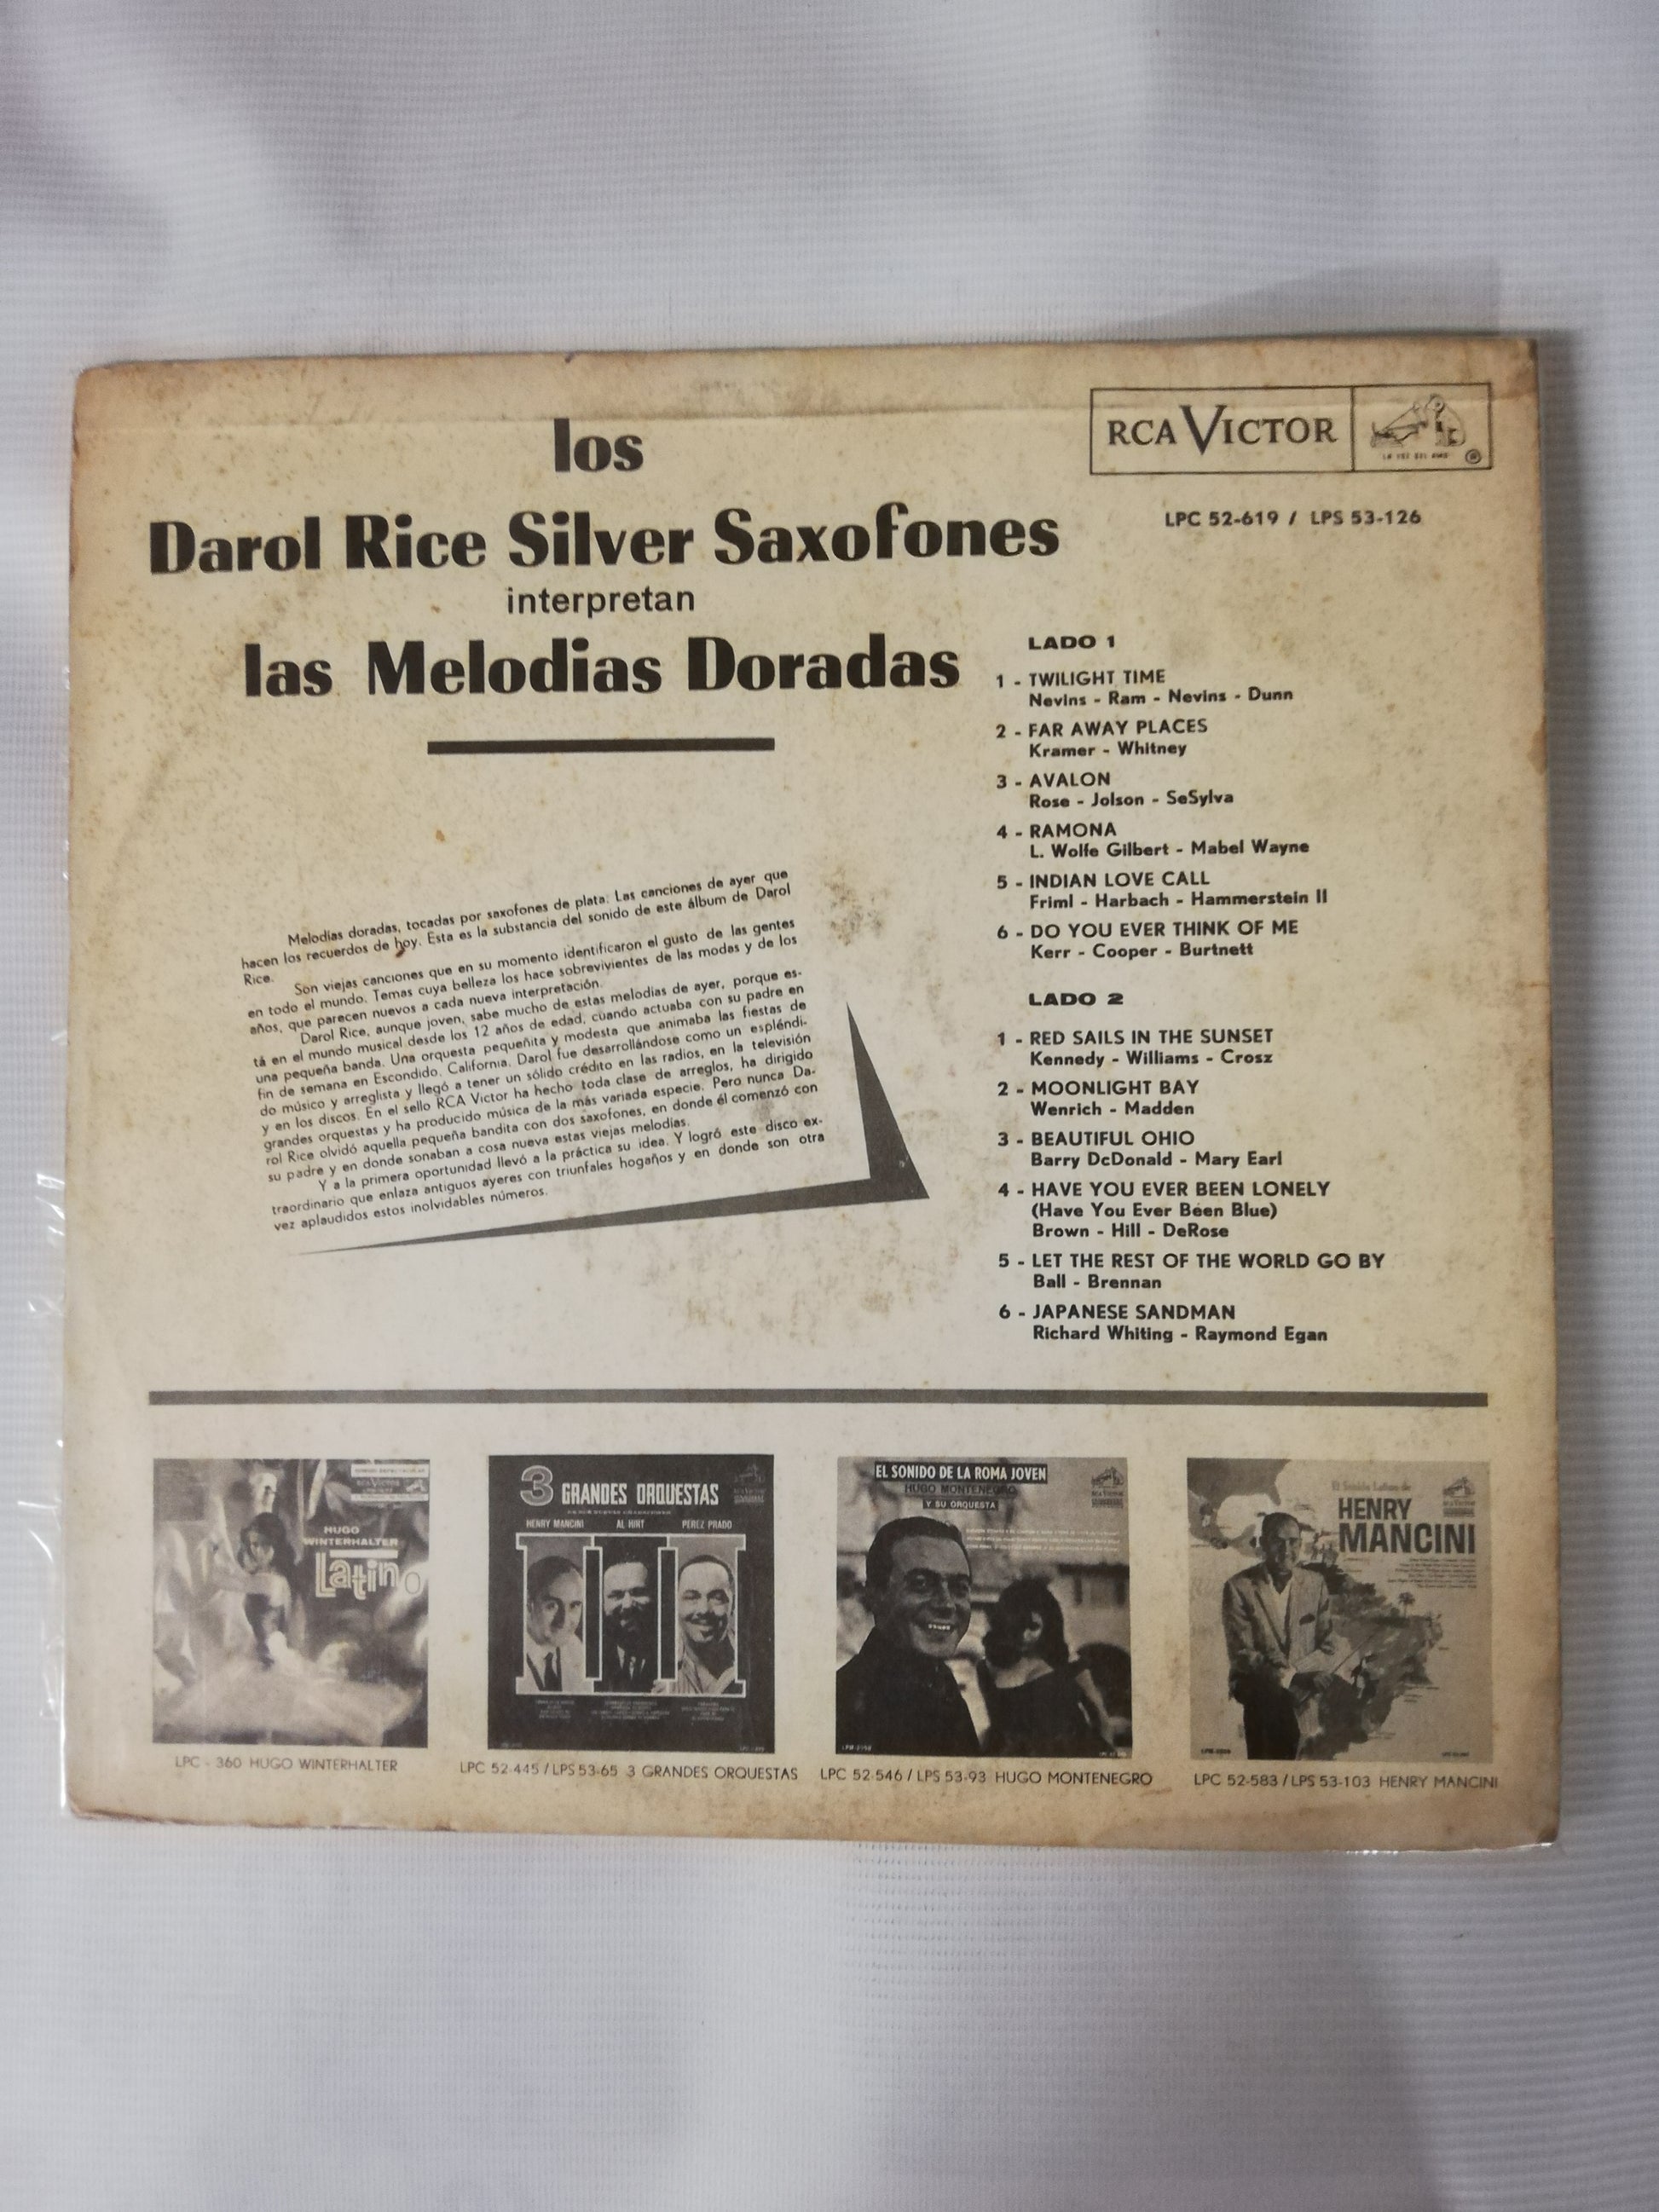 los
Darol Rice Silver Saxofones
interpretan
las Melodias Doradas
RCA VICTOR
LA VOZ DEL AMO
®
LPC 52-619 / LPS 53-126
Melodías doradas, tocadas por saxofones de plata. Las canciones de ayer que
hacen los recuerdos de hoy. Esta es la substancia del sonido de este álbum de Darol
Rice.
Son viejas canciones que en su momento identificaron el gusto de las gentes
en todo el mundo. Temas cuya belleza los hace sobrevivientes de las modas y de los
años, que parecen nuevos a cada nueva interpretación.
Darol Rice, aunque joven, sabe mucho de estas melodías de ayer, porque es-
tá en el mundo musical desde los 12 años de edad, cuando actuaba con su padre en
una pequeña banda. Una orquesta pequeñita y modesta que animaba las fiestas de
fin de semana en Escondido, California. Darol fue desarrollándose como un espléndi-
do músico y arreglista y llegó a tener un sólido crédito en las radios, en la televisión
y en los discos. En el sello RCA Victor ha hecho toda clase de arreglos, ha dirigido
grandes orquestas y ha producido música de la más variada especie. Pero nunca Da-
rol Rice olvidó aquella pequeña bandita con dos saxofones, en donde él comenzó con
su padre y en donde sonaban a cosa nueva estas viejas melodías.
Y a la primera oportunidad llevó a la práctica su idea. Y logró este disco ex-
traordinario que enlaza antiguos ayeres con triunfales hogaños y en donde son otra
vez aplaudidos estos inolvidables números.
LADO 1
1 - TWILIGHT TIME
Nevins - Ram - Nevins - Dunn
2 - FAR AWAY PLACES
Kramer - Whitney
3 - AVALON
Rose - Jolson - SeSylva
4 - RAMONA
L. Wolfe Gilbert - Mabel Wayne
5 - INDIAN LOVE CALL
Friml - Harbach - Hammerstein II
6 - DO YOU EVER THINK OF ME
Kerr - Cooper - Burtnett
LADO 2
1 - RED SAILS IN THE SUNSET
Kennedy - Williams - Crosz
2 - MOONLIGHT BAY
Wenrich - Madden
3 - BEAUTIFUL OHIO
Barry DcDonald - Mary Earl
4 - HAVE YOU EVER BEEN LONELY
(Have You Ever Been Blue)
Brown - Hill - DeRose
5 - LET THE REST OF THE WORLD GO BY
Ball - Brennan
6 - JAPANESE SANDMAN
Richard Whiting - Raymond Egan
RCA VICTOR
HUGO
WINTERHALTER
Latino
LPC - 360 HUGO WINTERHALTER
3 GRANDES ORQUESTAS
HENRY MANCINI AL HIRT PEREZ PRADO
LPC 52-445 / LPS 53-65 3 GRANDES ORQUESTAS
EL SONIDO DE LA ROMA JOVEN
HUGO MONTENEGRO
Y SU ORQUESTA
LPC 52-546 / LPS 53-93 HUGO MONTENEGRO
El Sonido Latino de
HENRY
MANCINI
LPC 52-583 / LPS 53-103 HENRY MANCINI